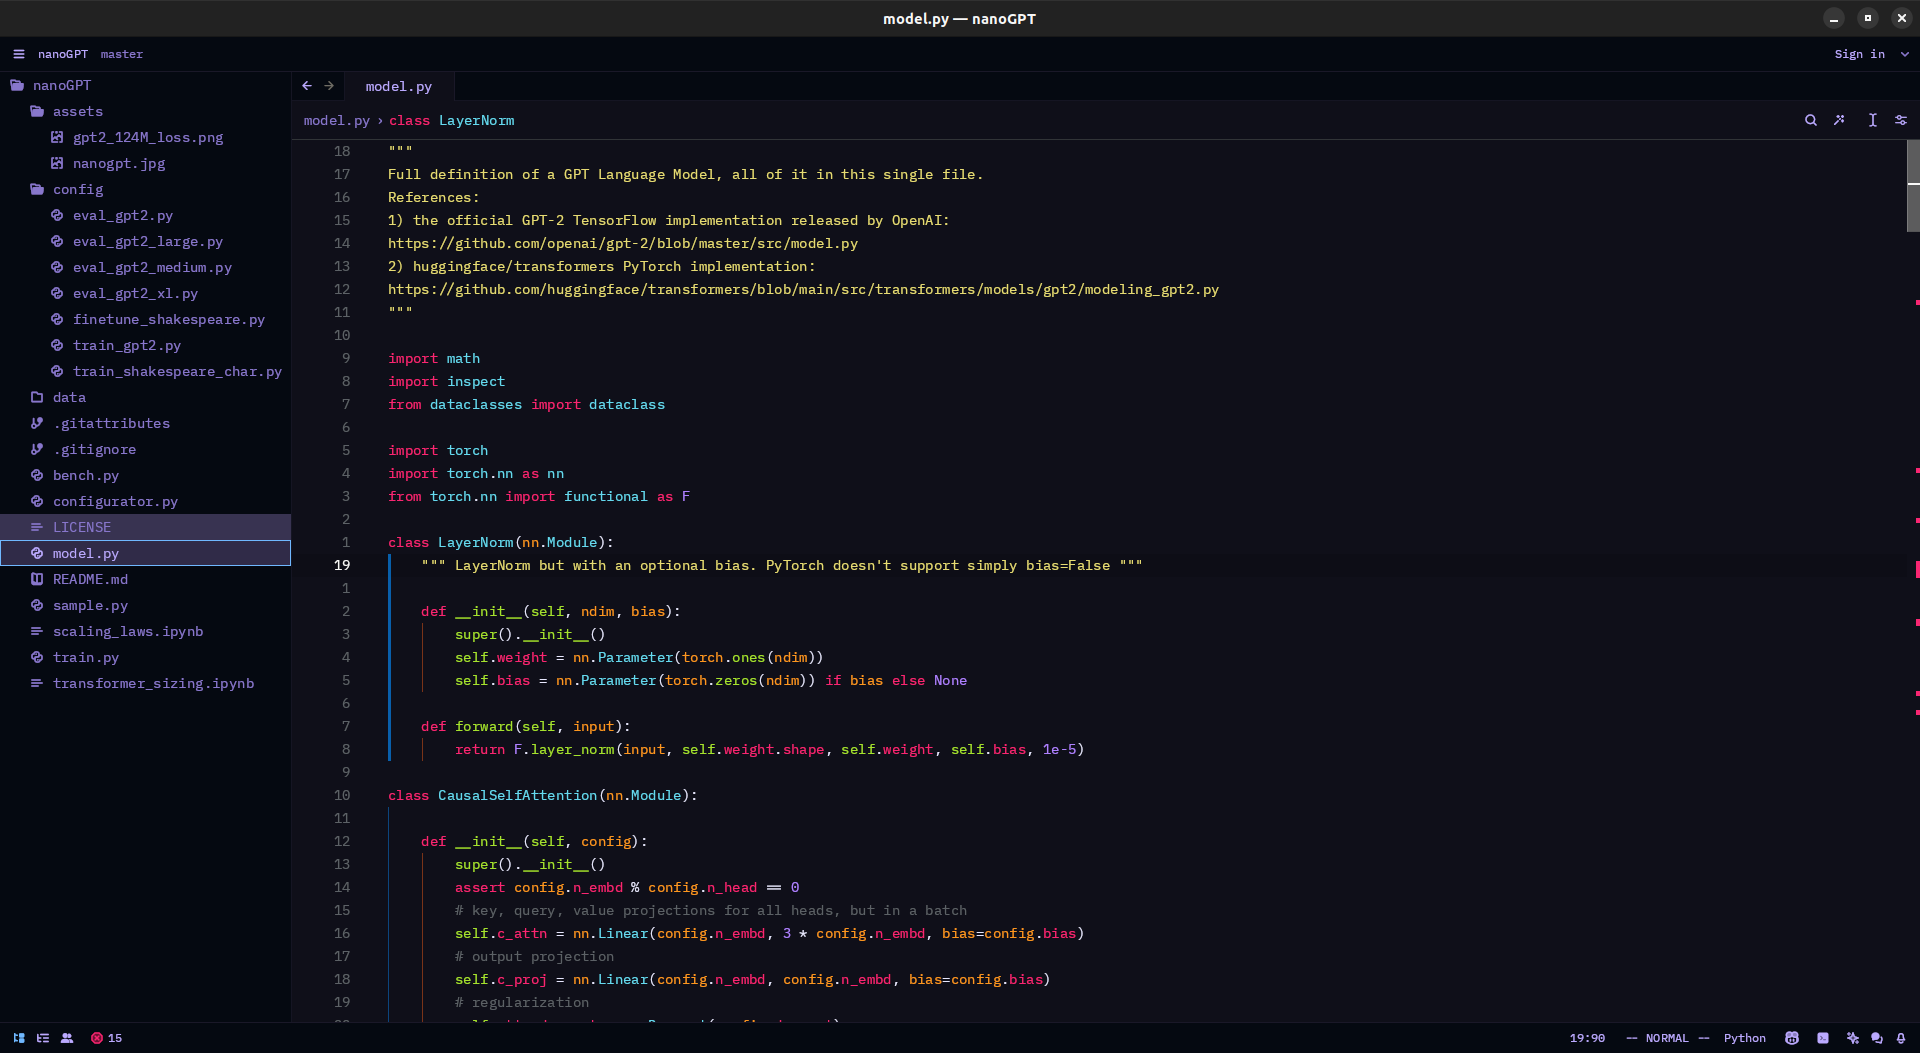 model.py — nanoGPT
nanoGPT master
Sign in
nanoGPT
assets
gpt2_124M_loss.png
nanogpt.jpg
config
eval_gpt2.py
eval_gpt2_large.py
eval_gpt2_medium.py
eval_gpt2_xl.py
finetune_shakespeare.py
train_gpt2.py
train_shakespeare_char.py
data
.gitattributes
.gitignore
bench.py
configurator.py
LICENSE
model.py
README.md
sample.py
scaling_laws.ipynb
train.py
transformer_sizing.ipynb
model.py
model.py › class LayerNorm
18 """
17 Full definition of a GPT Language Model, all of it in this single file.
16 References:
15 1) the official GPT-2 TensorFlow implementation released by OpenAI:
14 https://github.com/openai/gpt-2/blob/master/src/model.py
13 2) huggingface/transformers PyTorch implementation:
12 https://github.com/huggingface/transformers/blob/main/src/transformers/models/gpt2/modeling_gpt2.py
11 """
10
9 import math
8 import inspect
7 from dataclasses import dataclass
6
5 import torch
4 import torch.nn as nn
3 from torch.nn import functional as F
2
1 class LayerNorm(nn.Module):
19 """ LayerNorm but with an optional bias. PyTorch doesn't support simply bias=False """
1
2 def __init__(self, ndim, bias):
3 super().__init__()
4 self.weight = nn.Parameter(torch.ones(ndim))
5 self.bias = nn.Parameter(torch.zeros(ndim)) if bias else None
6
7 def forward(self, input):
8 return F.layer_norm(input, self.weight.shape, self.weight, self.bias, 1e-5)
9
10 class CausalSelfAttention(nn.Module):
11
12 def __init__(self, config):
13 super().__init__()
14 assert config.n_embd % config.n_head == 0
15 # key, query, value projections for all heads, but in a batch
16 self.c_attn = nn.Linear(config.n_embd, 3 * config.n_embd, bias=config.bias)
17 # output projection
18 self.c_proj = nn.Linear(config.n_embd, config.n_embd, bias=config.bias)
19 # regularization
15
19:90 -- NORMAL -- Python